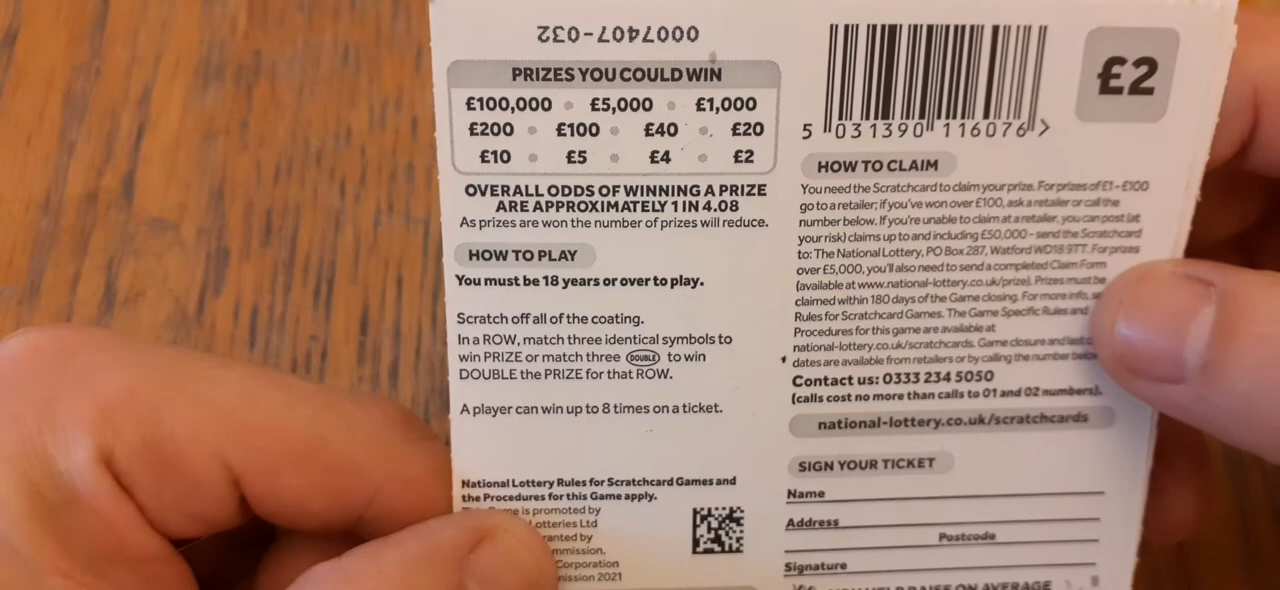 0007407-032
PRIZES YOU COULD WIN
£100,000 • £5,000 • £1,000
£200 • £100 • £40 • £20
£10 • £5 • £4 • £2
OVERALL ODDS OF WINNING A PRIZE
ARE APPROXIMATELY 1 IN 4.08
As prizes are won the number of prizes will reduce.
HOW TO PLAY
You must be 18 years or over to play.
Scratch off all of the coating.
In a ROW, match three identical symbols to
win PRIZE or match three DOUBLE to win
DOUBLE the PRIZE for that ROW.
A player can win up to 8 times on a ticket.
National Lottery Rules for Scratchcard Games and
the Procedures for this Game apply.
is promoted by
Lotteries Ltd
Corporation
2021
£2
5 031390 116076 >
HOW TO CLAIM
You need the Scratchcard to claim your prize. For prizes of £1 - £100
go to a retailer; if you've won over £100, ask a retailer or call the
number below. If you're unable to claim at a retailer, you can post (at
your risk) claims up to and including £50,000 - send the Scratchcard
to: The National Lottery, PO Box 287, Watford WD18 9TT. For prizes
over £5,000, you'll also need to send a completed Claim Form
(available at www.national-lottery.co.uk/prize). Prizes must be
claimed within 180 days of the Game closing. For more info,
Rules for Scratchcard Games. The Game Specific Rules and
Procedures for this game are available at
national-lottery.co.uk/scratchcards. Game closure and last
dates are available from retailers or by calling the number below
Contact us: 0333 234 5050
(calls cost no more than calls to 01 and 02 numbers).
national-lottery.co.uk/scratchcards
SIGN YOUR TICKET
Name
Address
Postcode
Signature
RAISE ON AVERAGE